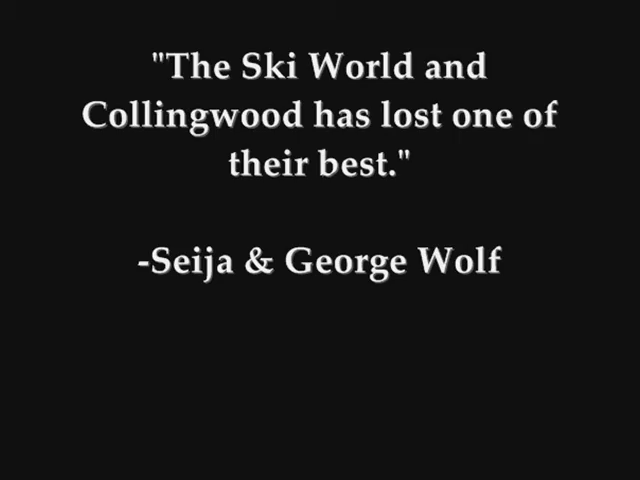 "The Ski World and
Collingwood has lost one of
their best."
-Seija & George Wolf